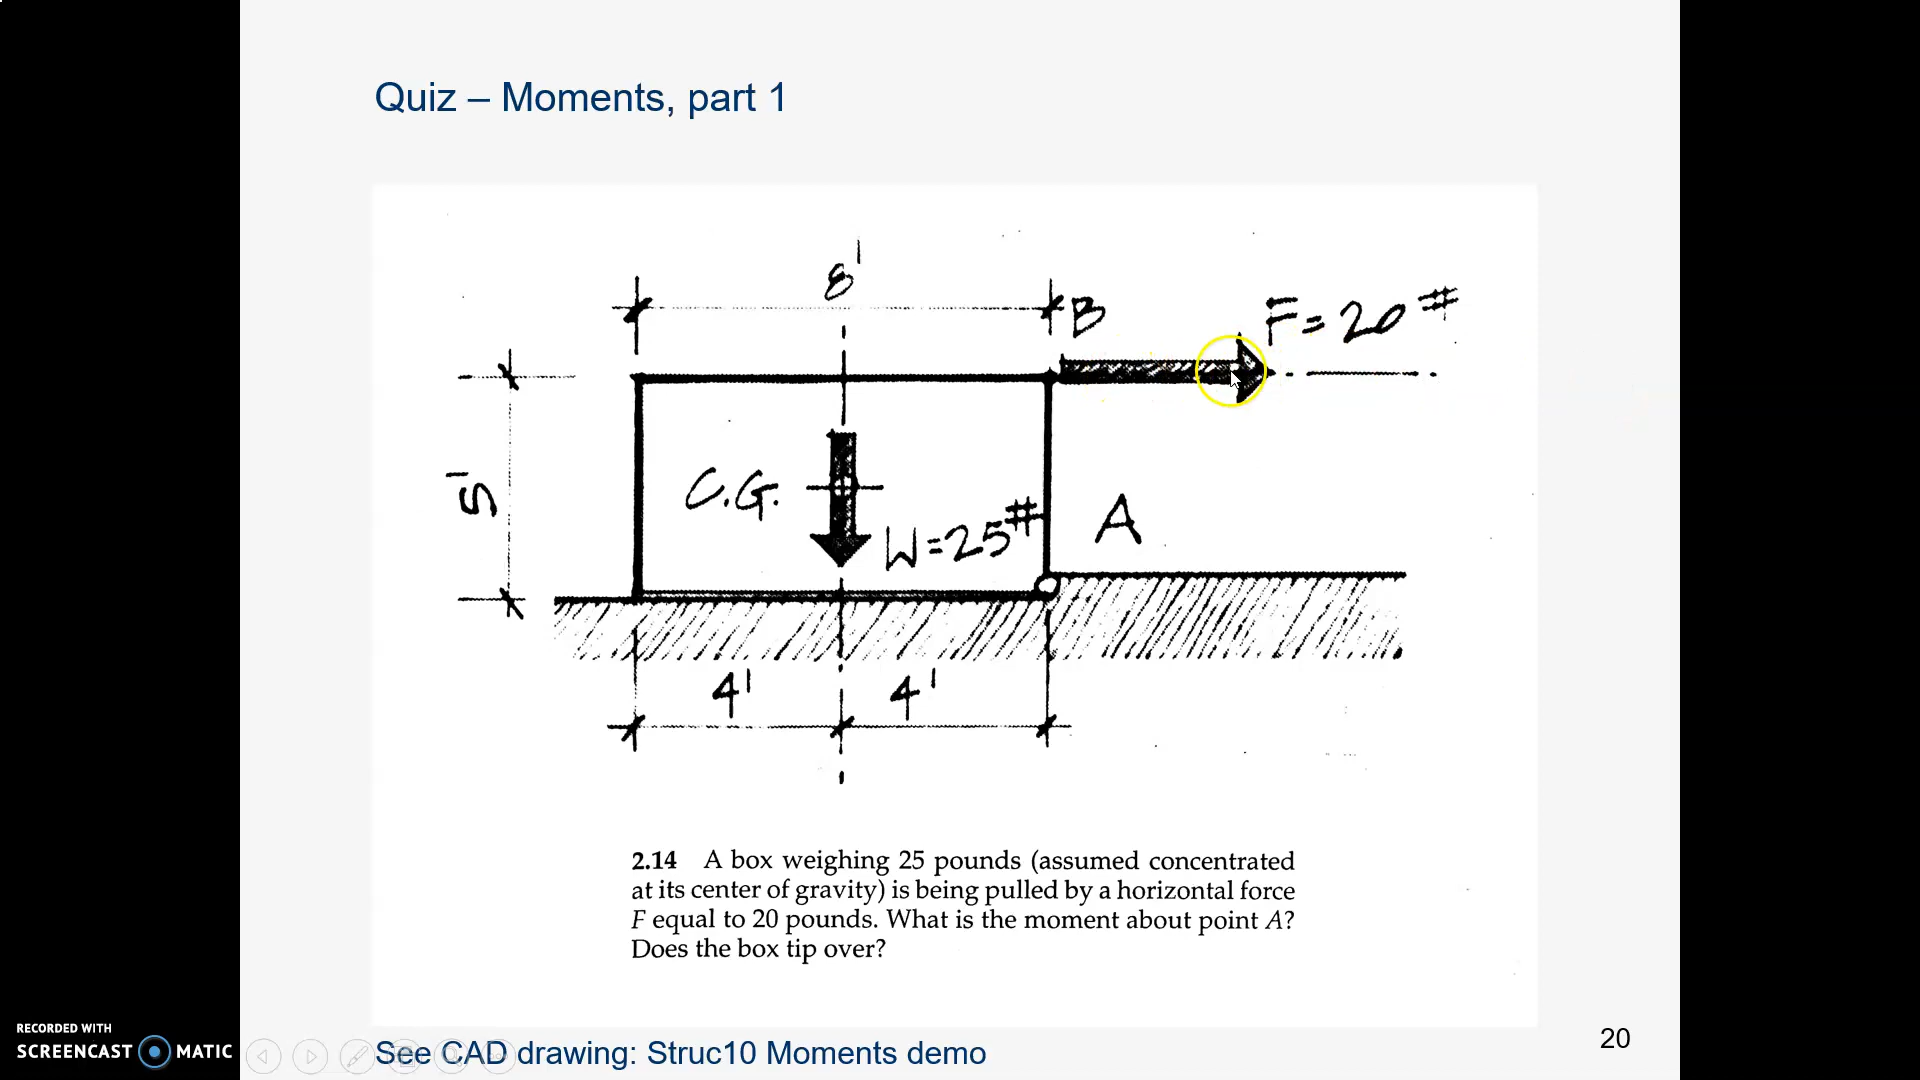 Quiz – Moments, part 1
8'
B
F=20#
5'
C.G.
W=25#
A
4' 4'
2.14 A box weighing 25 pounds (assumed concentrated
at its center of gravity) is being pulled by a horizontal force
F equal to 20 pounds. What is the moment about point A?
Does the box tip over?
See CAD drawing: Struc10 Moments demo
20
RECORDED WITH
SCREENCAST MATIC